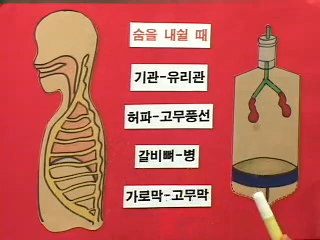 숨을 내쉴 때
기관-유리관
허파-고무풍선
갈비뼈-병
가로막-고무막